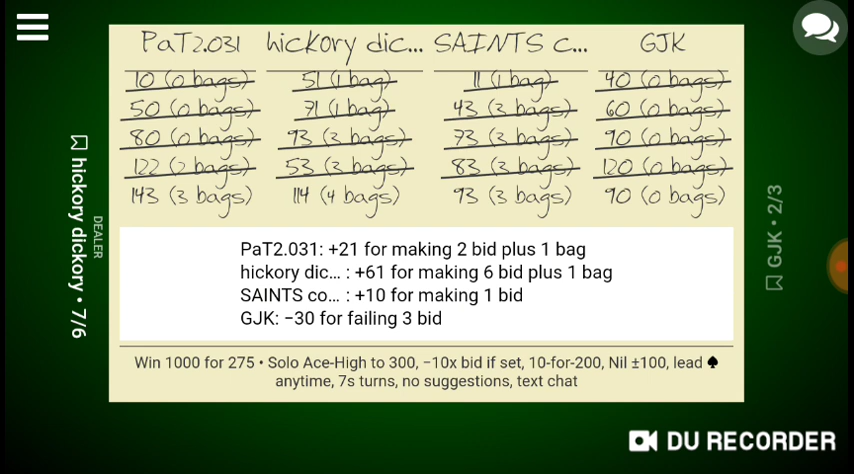 PaT2.031 hickory dic... SAINTS c... GJK
10 (0 bags) 51 (1 bag) 11 (1 bag) 40 (0 bags)
50 (0 bags) 71 (1 bag) 43 (3 bags) 60 (0 bags)
80 (0 bags) 93 (3 bags) 73 (3 bags) 90 (0 bags)
122 (2 bags) 53 (3 bags) 83 (3 bags) 120 (0 bags)
143 (3 bags) 114 (4 bags) 93 (3 bags) 90 (0 bags)
DEALER
hickory dickory • 7/6
GJK • 2/3
PaT2.031: +21 for making 2 bid plus 1 bag
hickory dic... : +61 for making 6 bid plus 1 bag
SAINTS co... : +10 for making 1 bid
GJK: −30 for failing 3 bid
Win 1000 for 275 • Solo Ace-High to 300, −10x bid if set, 10-for-200, Nil ±100, lead ♠
anytime, 7s turns, no suggestions, text chat
DU RECORDER